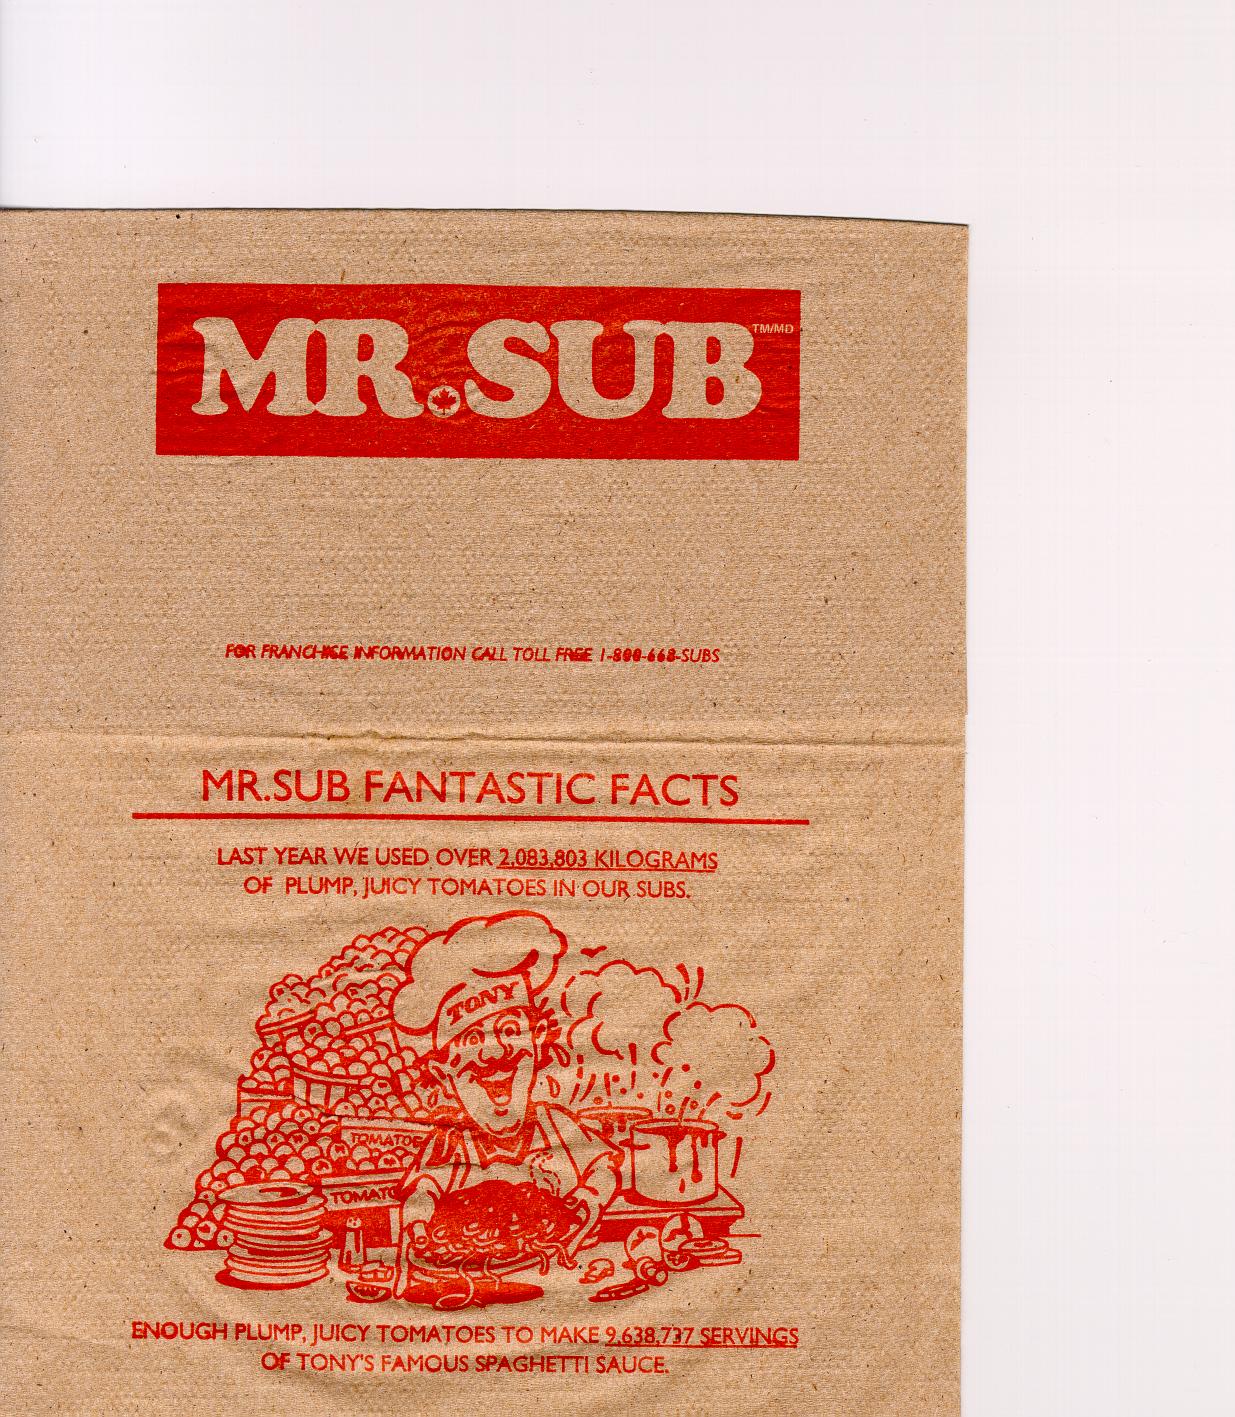 MR.SUB TM/MD
FOR FRANCHISE INFORMATION CALL TOLL FREE 1-800-668-SUBS
MR.SUB FANTASTIC FACTS
LAST YEAR WE USED OVER 2,083,803 KILOGRAMS
OF PLUMP, JUICY TOMATOES IN OUR SUBS.
TONY
TOMATOE
TOMATO
ENOUGH PLUMP, JUICY TOMATOES TO MAKE 9,638,737 SERVINGS
OF TONY'S FAMOUS SPAGHETTI SAUCE.